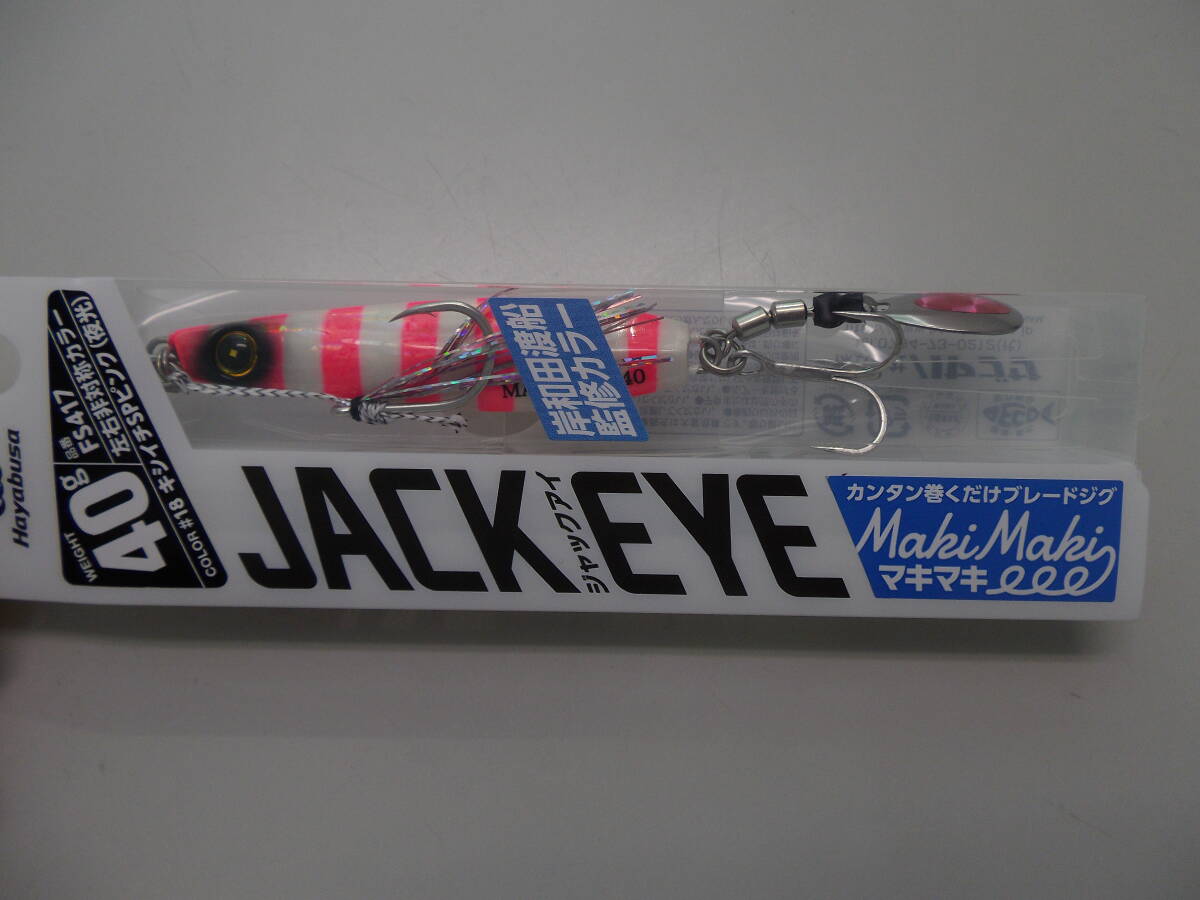 Hayabusa
WEIGHT
40g
品番 FS417
左右非対称カラー
キシイチSPピンク(夜光)
COLOR#18
岸和田渡船
監修カラー
JACK EYE
ジャックアイ
カンタン巻くだけブレードジグ
MakiMaki
マキマキ